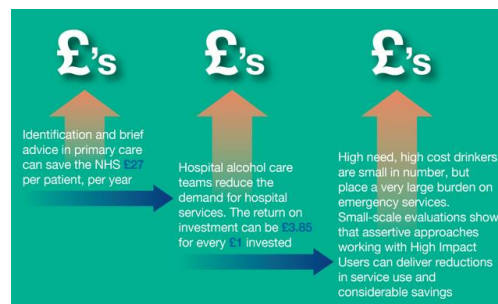 £'s
£'s
£'s
Identification and brief
advice in primary care
can save the NHS £27
per patient, per year
Hospital alcohol care
teams reduce the
demand for hospital
services. The return on
investment can be £3.85
for every £1 invested
High need, high cost drinkers
are small in number, but
place a very large burden on
emergency services.
Small-scale evaluations show
that assertive approaches
working with High Impact
Users can deliver reductions
in service use and
considerable savings